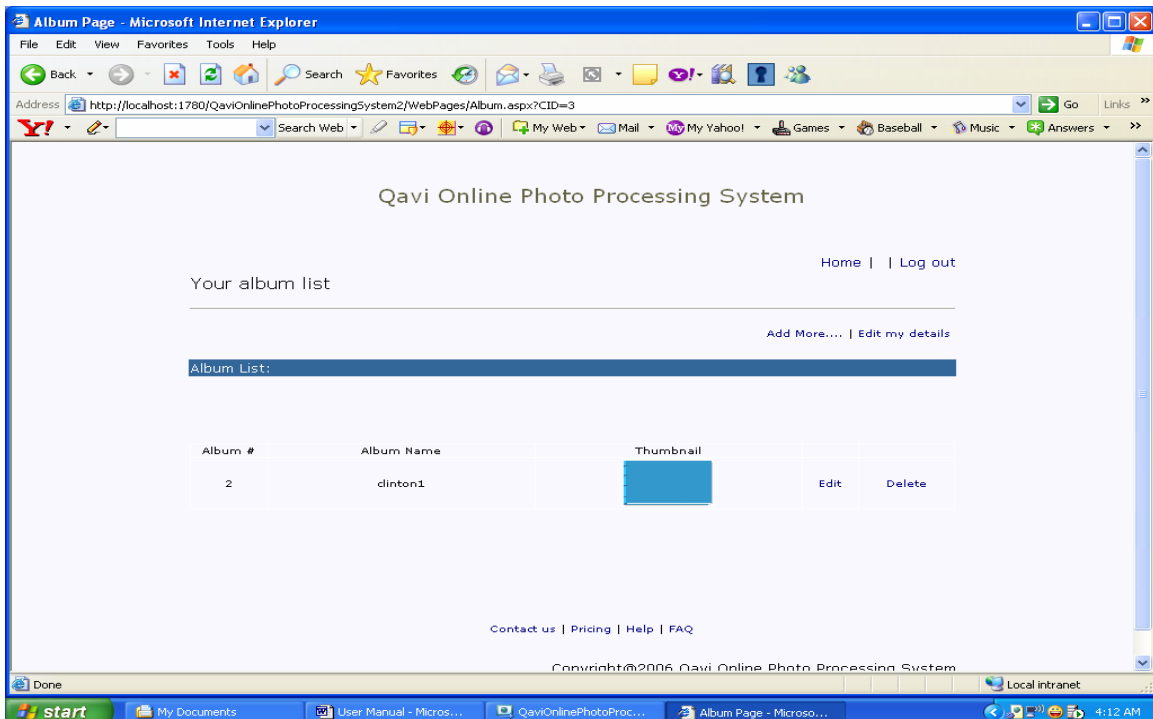 Album Page - Microsoft Internet Explorer
File Edit View Favorites Tools Help
Back Search Favorites
Address http://localhost:1780/QaviOnlinePhotoProcessingSystem2/WebPages/Album.aspx?CID=3 Go Links »
Y! Search Web My Web Mail My Yahoo! Games Baseball Music Answers »
Qavi Online Photo Processing System
Home | | Log out
Your album list
Add More.... | Edit my details
Album List:
Album # Album Name Thumbnail
2 clinton1 Edit Delete
Contact us | Pricing | Help | FAQ
Copyright@2006 Qavi Online Photo Processing System
Done Local intranet
start My Documents User Manual - Micros... QaviOnlinePhotoProc... Album Page - Microso... 4:12 AM